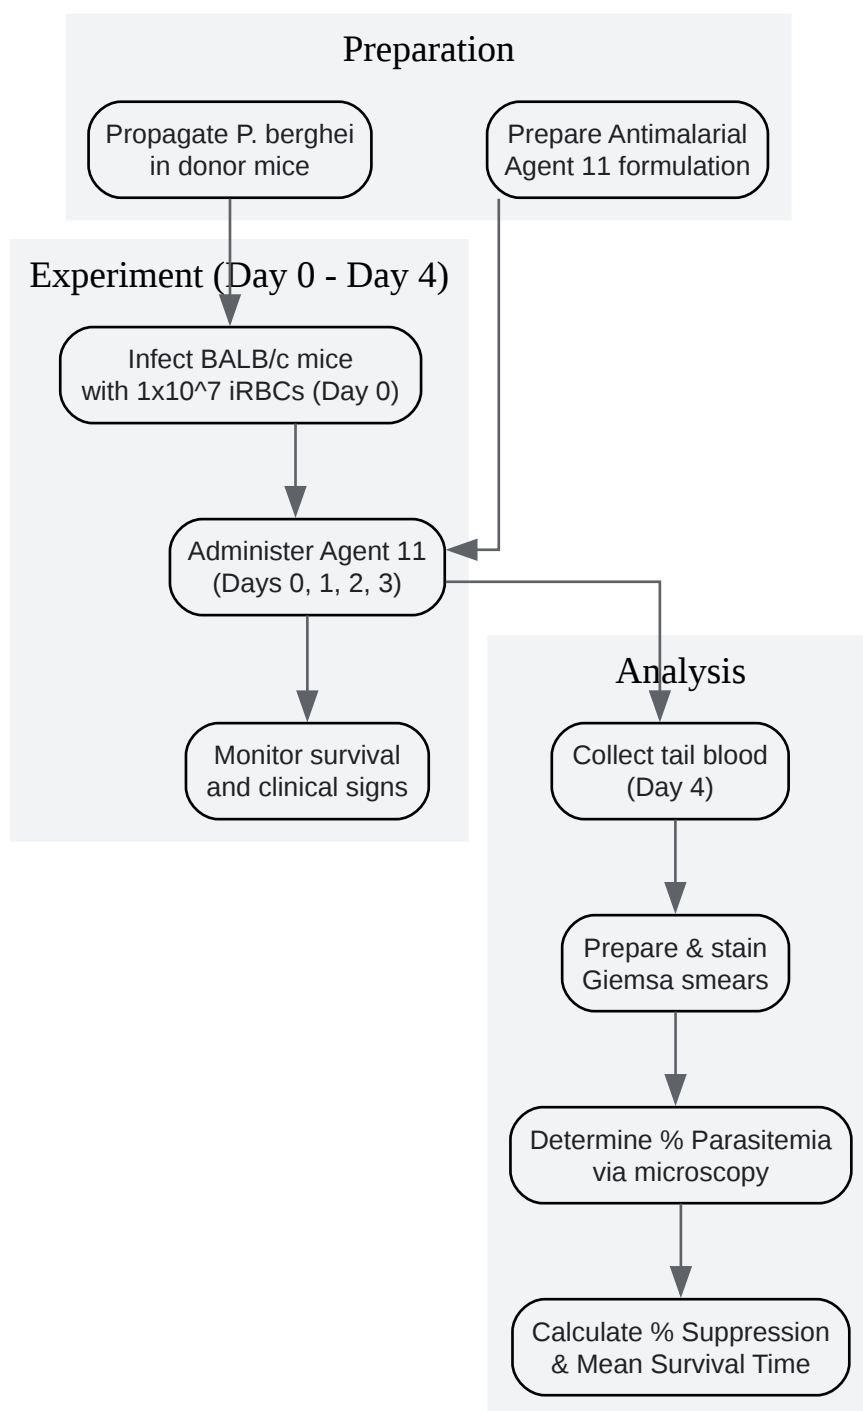 Preparation
Propagate P. berghei
in donor mice
Prepare Antimalarial
Agent 11 formulation
Experiment (Day 0 - Day 4)
Infect BALB/c mice
with 1x10^7 iRBCs (Day 0)
Administer Agent 11
(Days 0, 1, 2, 3)
Monitor survival
and clinical signs
Analysis
Collect tail blood
(Day 4)
Prepare & stain
Giemsa smears
Determine % Parasitemia
via microscopy
Calculate % Suppression
& Mean Survival Time